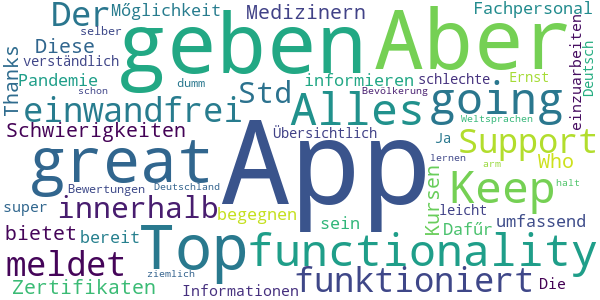 Der Möglichkeit Medizinern Fachpersonal
selber
Thanks Diese geben Aber einzuarbeiten
verständlich
Pandemie dumm Std informieren schlechte Ernst Deutsch
schon Bevölkerung
einwandfrei Alles going
Schwierigkeiten Übersichtlich Weltsprachen
great App Ja Support
lernen Who
Bewertungen Deutschland Keep arm halt
super innerhalb begegnen sein Kursen leicht
bietet bereit Dafűr umfassend
meldet Top functionality
ziemlich
Zertifikaten Informationen funktioniert Die